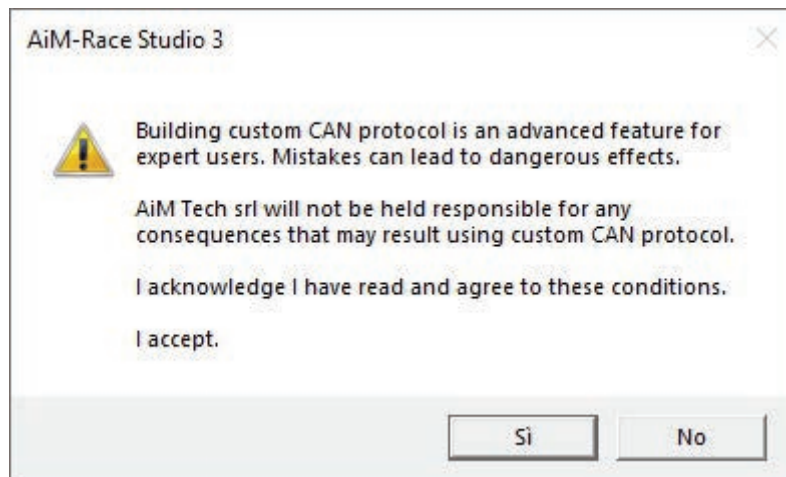 AiM-Race Studio 3
Building custom CAN protocol is an advanced feature for
expert users. Mistakes can lead to dangerous effects.
AiM Tech srl will not be held responsible for any
consequences that may result using custom CAN protocol.
I acknowledge I have read and agree to these conditions.
I accept.
Sì
No